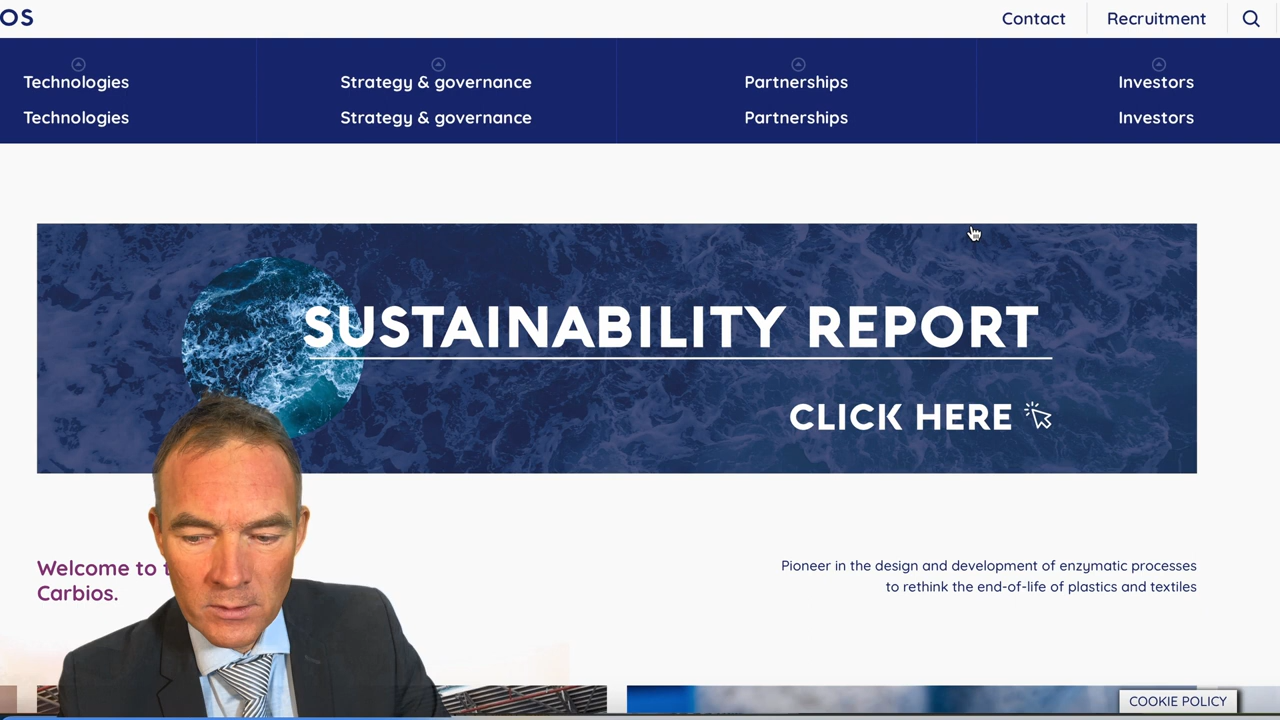 OS
Contact Recruitment
Technologies Strategy & governance Partnerships Investors
Technologies Strategy & governance Partnerships Investors
SUSTAINABILITY REPORT
CLICK HERE
Welcome to t
Carbios.
Pioneer in the design and development of enzymatic processes
to rethink the end-of-life of plastics and textiles
COOKIE POLICY